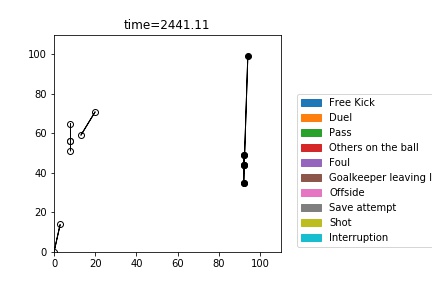 time=2441.11
100
80
60
40
20
0
0 20 40 60 80 100
Free Kick
Duel
Pass
Others on the ball
Foul
Goalkeeper leaving l
Offside
Save attempt
Shot
Interruption